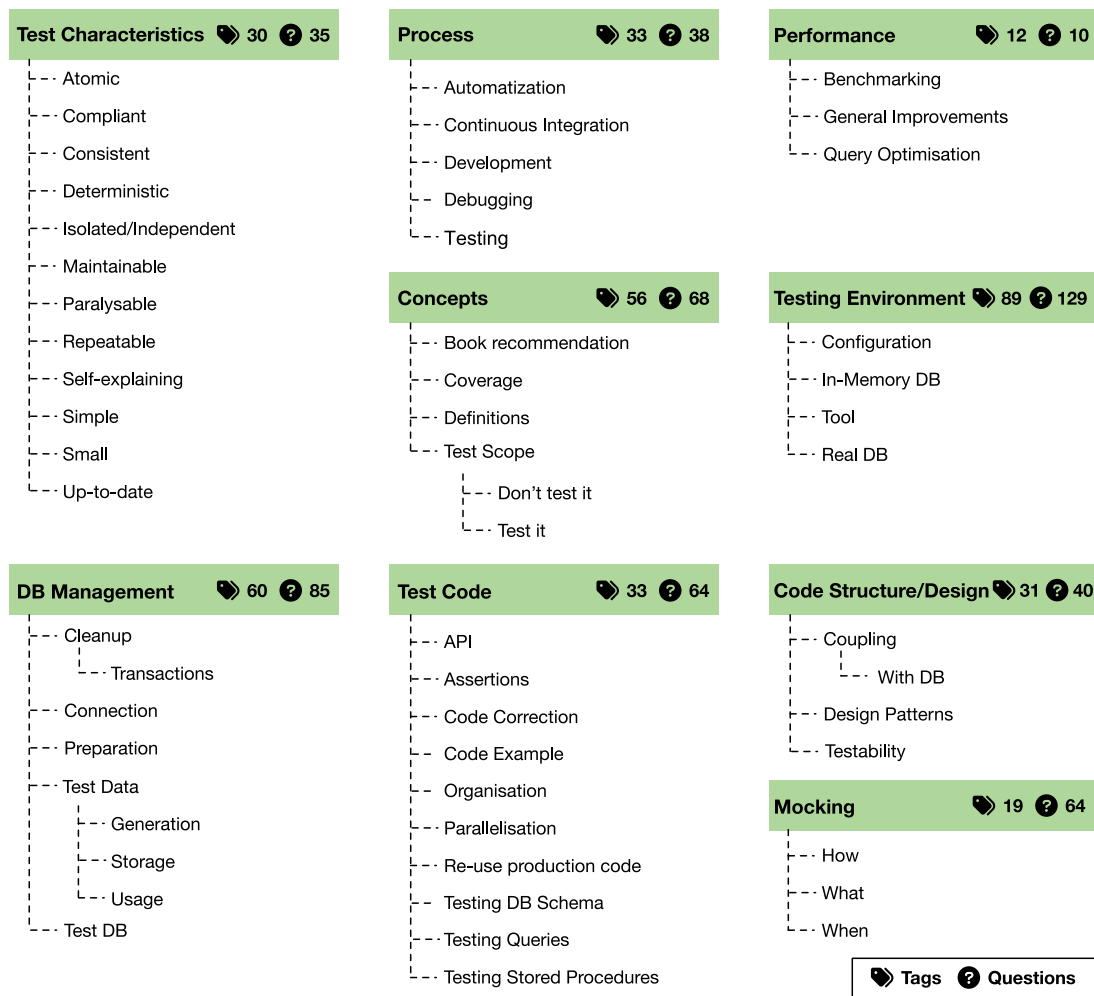 Test Characteristics 30 35
Atomic
Compliant
Consistent
Deterministic
Isolated/Independent
Maintainable
Paralysable
Repeatable
Self-explaining
Simple
Small
Up-to-date
Process 33 38
Automatization
Continuous Integration
Development
Debugging
Testing
Performance 12 10
Benchmarking
General Improvements
Query Optimisation
Concepts 56 68
Book recommendation
Coverage
Definitions
Test Scope
Don't test it
Test it
Testing Environment 89 129
Configuration
In-Memory DB
Tool
Real DB
DB Management 60 85
Cleanup
Transactions
Connection
Preparation
Test Data
Generation
Storage
Usage
Test DB
Test Code 33 64
API
Assertions
Code Correction
Code Example
Organisation
Parallelisation
Re-use production code
Testing DB Schema
Testing Queries
Testing Stored Procedures
Code Structure/Design 31 40
Coupling
With DB
Design Patterns
Testability
Mocking 19 64
How
What
When
Tags ? Questions